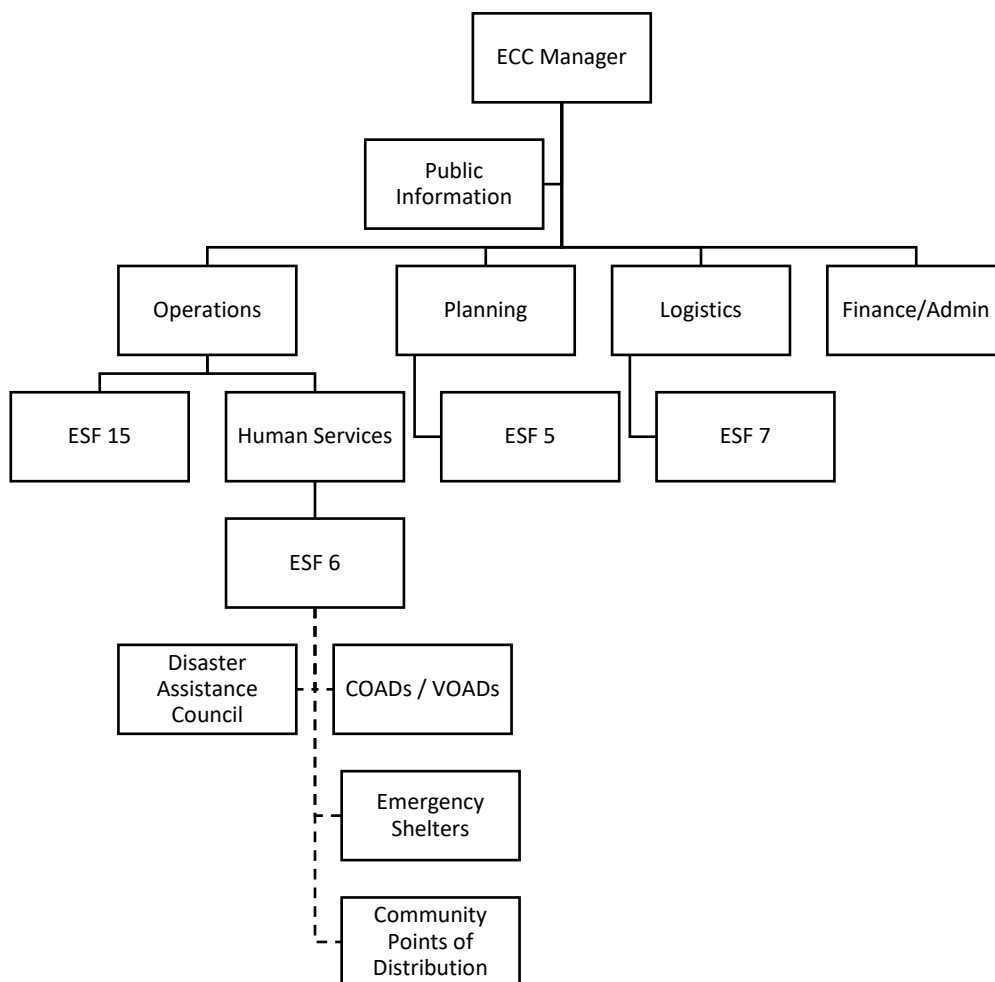 ECC Manager
Public
Information
Operations
Planning
Logistics
Finance/Admin
ESF 15
Human Services
ESF 5
ESF 7
ESF 6
Disaster
Assistance
Council
COADs / VOADs
Emergency
Shelters
Community
Points of
Distribution